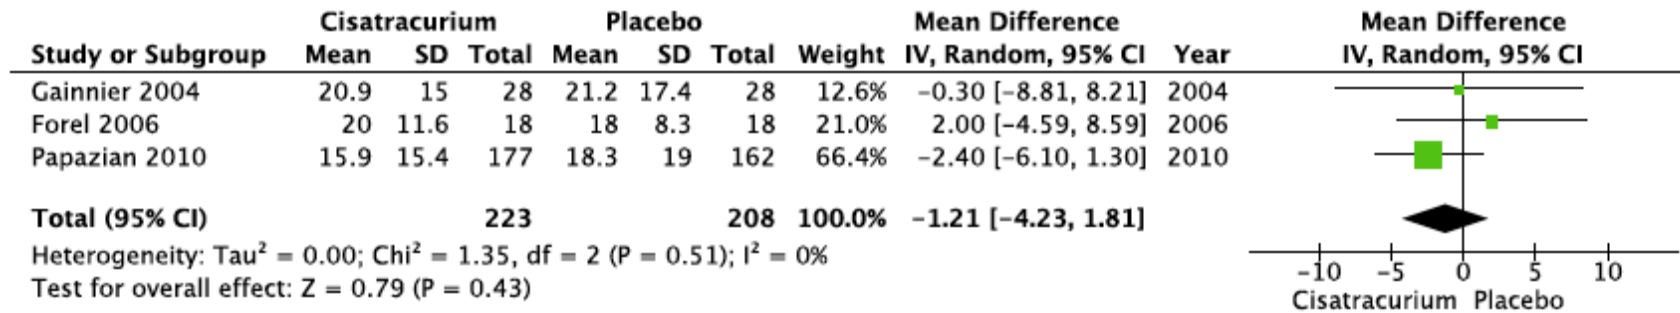 Cisatracurium Placebo Mean Difference Mean Difference
Study or Subgroup Mean SD Total Mean SD Total Weight IV, Random, 95% CI Year IV, Random, 95% CI
Gainnier 2004 20.9 15 28 21.2 17.4 28 12.6% −0.30 [−8.81, 8.21] 2004
Forel 2006 20 11.6 18 18 8.3 18 21.0% 2.00 [−4.59, 8.59] 2006
Papazian 2010 15.9 15.4 177 18.3 19 162 66.4% −2.40 [−6.10, 1.30] 2010
Total (95% CI) 223 208 100.0% −1.21 [−4.23, 1.81]
Heterogeneity: Tau² = 0.00; Chi² = 1.35, df = 2 (P = 0.51); I² = 0%
Test for overall effect: Z = 0.79 (P = 0.43)
−10 −5 0 5 10
Cisatracurium Placebo